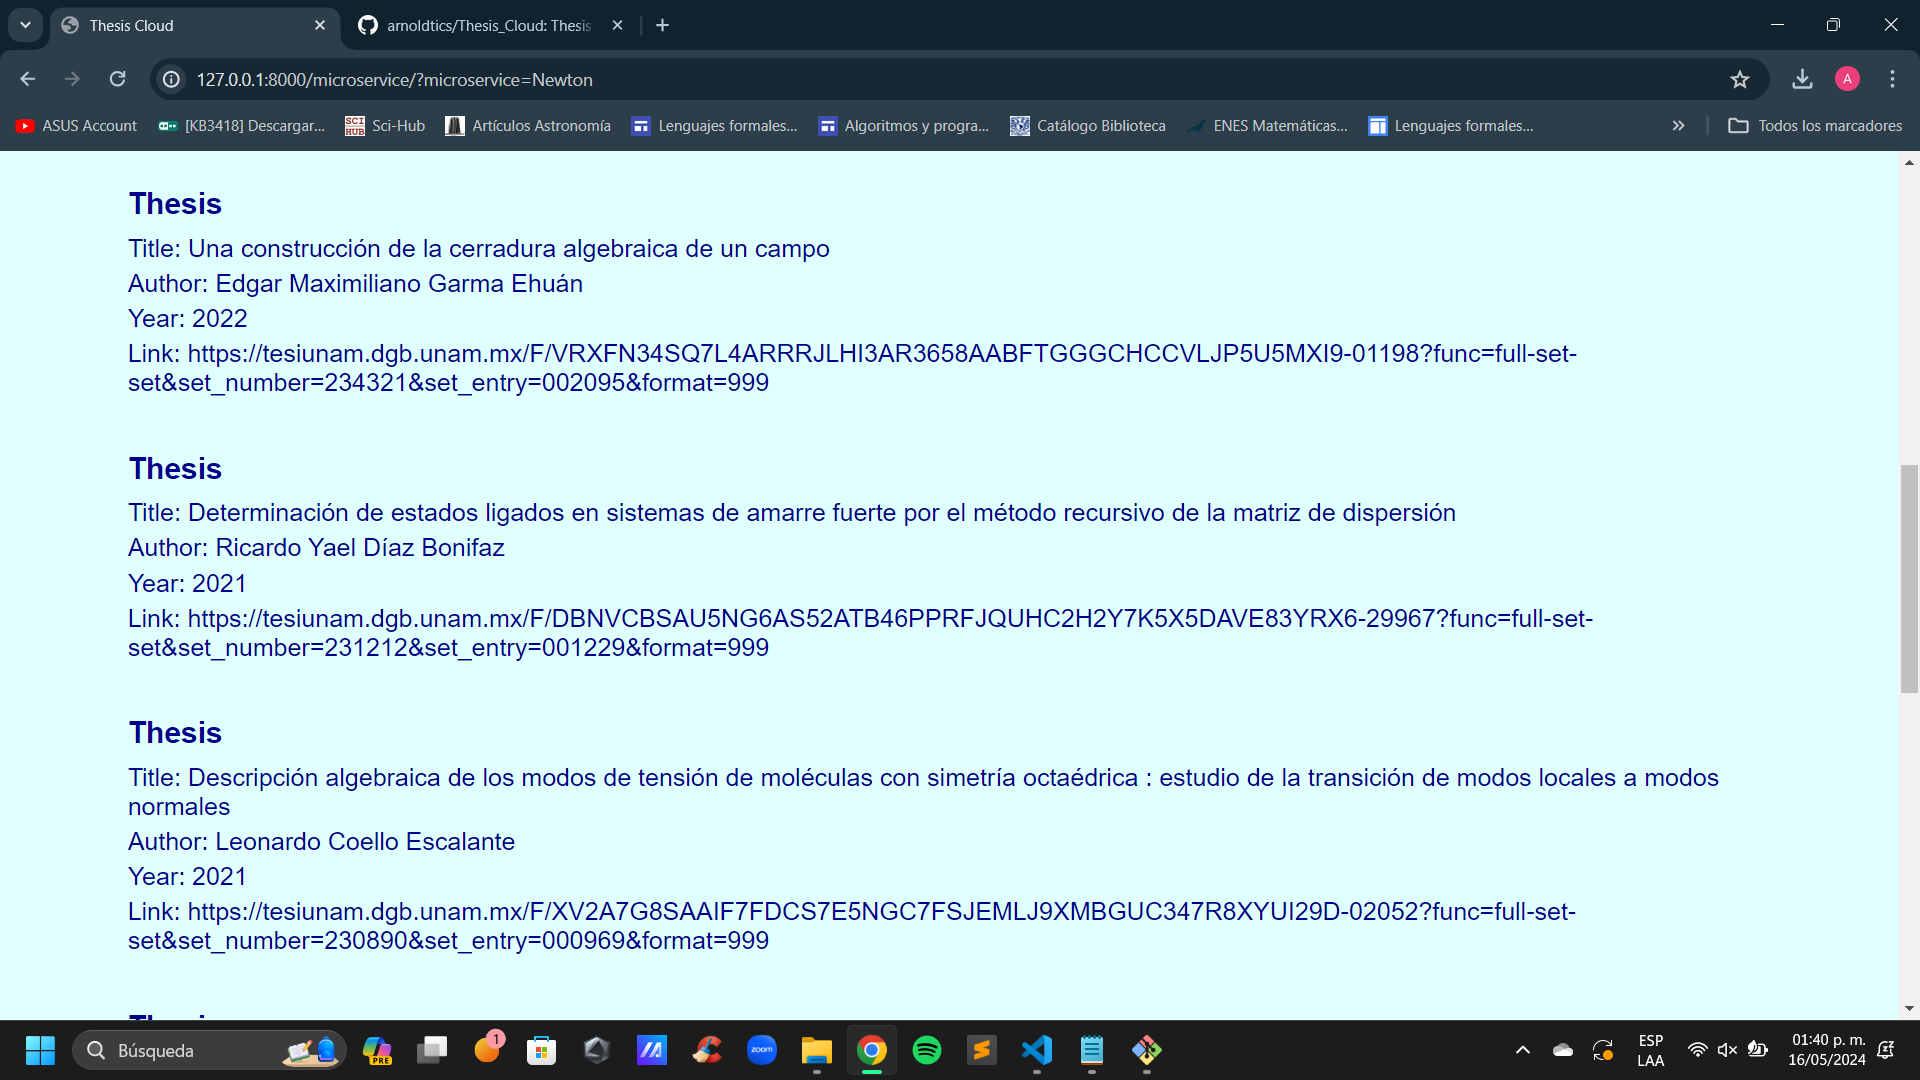 Thesis Cloud
arnoldtics/Thesis_Cloud: Thesis
127.0.0.1:8000/microservice/?microservice=Newton
A
ASUS Account
[KB3418] Descargar...
SCI HUB
Sci-Hub
Artículos Astronomía
Lenguajes formales...
Algoritmos y progra...
Catálogo Biblioteca
ENES Matemáticas...
Lenguajes formales...
Todos los marcadores
Thesis
Title: Una construcción de la cerradura algebraica de un campo
Author: Edgar Maximiliano Garma Ehuán
Year: 2022
Link: https://tesiunam.dgb.unam.mx/F/VRXFN34SQ7L4ARRRJLHI3AR3658AABFTGGGCHCCVLJP5U5MXI9-01198?func=full-set-
set&set_number=234321&set_entry=002095&format=999
Thesis
Title: Determinación de estados ligados en sistemas de amarre fuerte por el método recursivo de la matriz de dispersión
Author: Ricardo Yael Díaz Bonifaz
Year: 2021
Link: https://tesiunam.dgb.unam.mx/F/DBNVCBSAU5NG6AS52ATB46PPRFJQUHC2H2Y7K5X5DAVE83YRX6-29967?func=full-set-
set&set_number=231212&set_entry=001229&format=999
Thesis
Title: Descripción algebraica de los modos de tensión de moléculas con simetría octaédrica : estudio de la transición de modos locales a modos
normales
Author: Leonardo Coello Escalante
Year: 2021
Link: https://tesiunam.dgb.unam.mx/F/XV2A7G8SAAIF7FDCS7E5NGC7FSJEMLJ9XMBGUC347R8XYUI29D-02052?func=full-set-
set&set_number=230890&set_entry=000969&format=999
Búsqueda
PRE
1
zoom
ESP
LAA
01:40 p. m.
16/05/2024